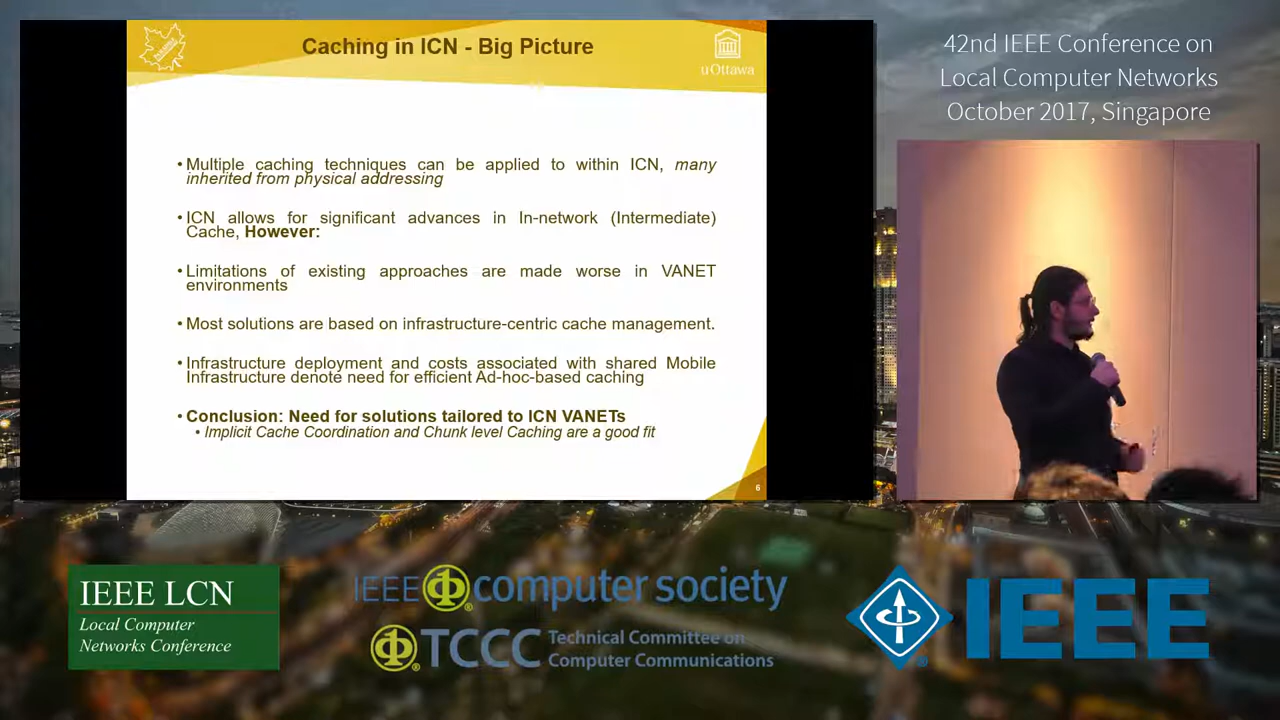 Caching in ICN - Big Picture
uOttawa
• Multiple caching techniques can be applied to within ICN, many
inherited from physical addressing
• ICN allows for significant advances in In-network (Intermediate)
Cache, However:
• Limitations of existing approaches are made worse in VANET
environments
• Most solutions are based on infrastructure-centric cache management.
• Infrastructure deployment and costs associated with shared Mobile
Infrastructure denote need for efficient Ad-hoc-based caching
• Conclusion: Need for solutions tailored to ICN VANETs
• Implicit Cache Coordination and Chunk level Caching are a good fit
6
42nd IEEE Conference on
Local Computer Networks
October 2017, Singapore
IEEE LCN
Local Computer
Networks Conference
IEEE computer society
TCCC Technical Committee on
Computer Communications
IEEE